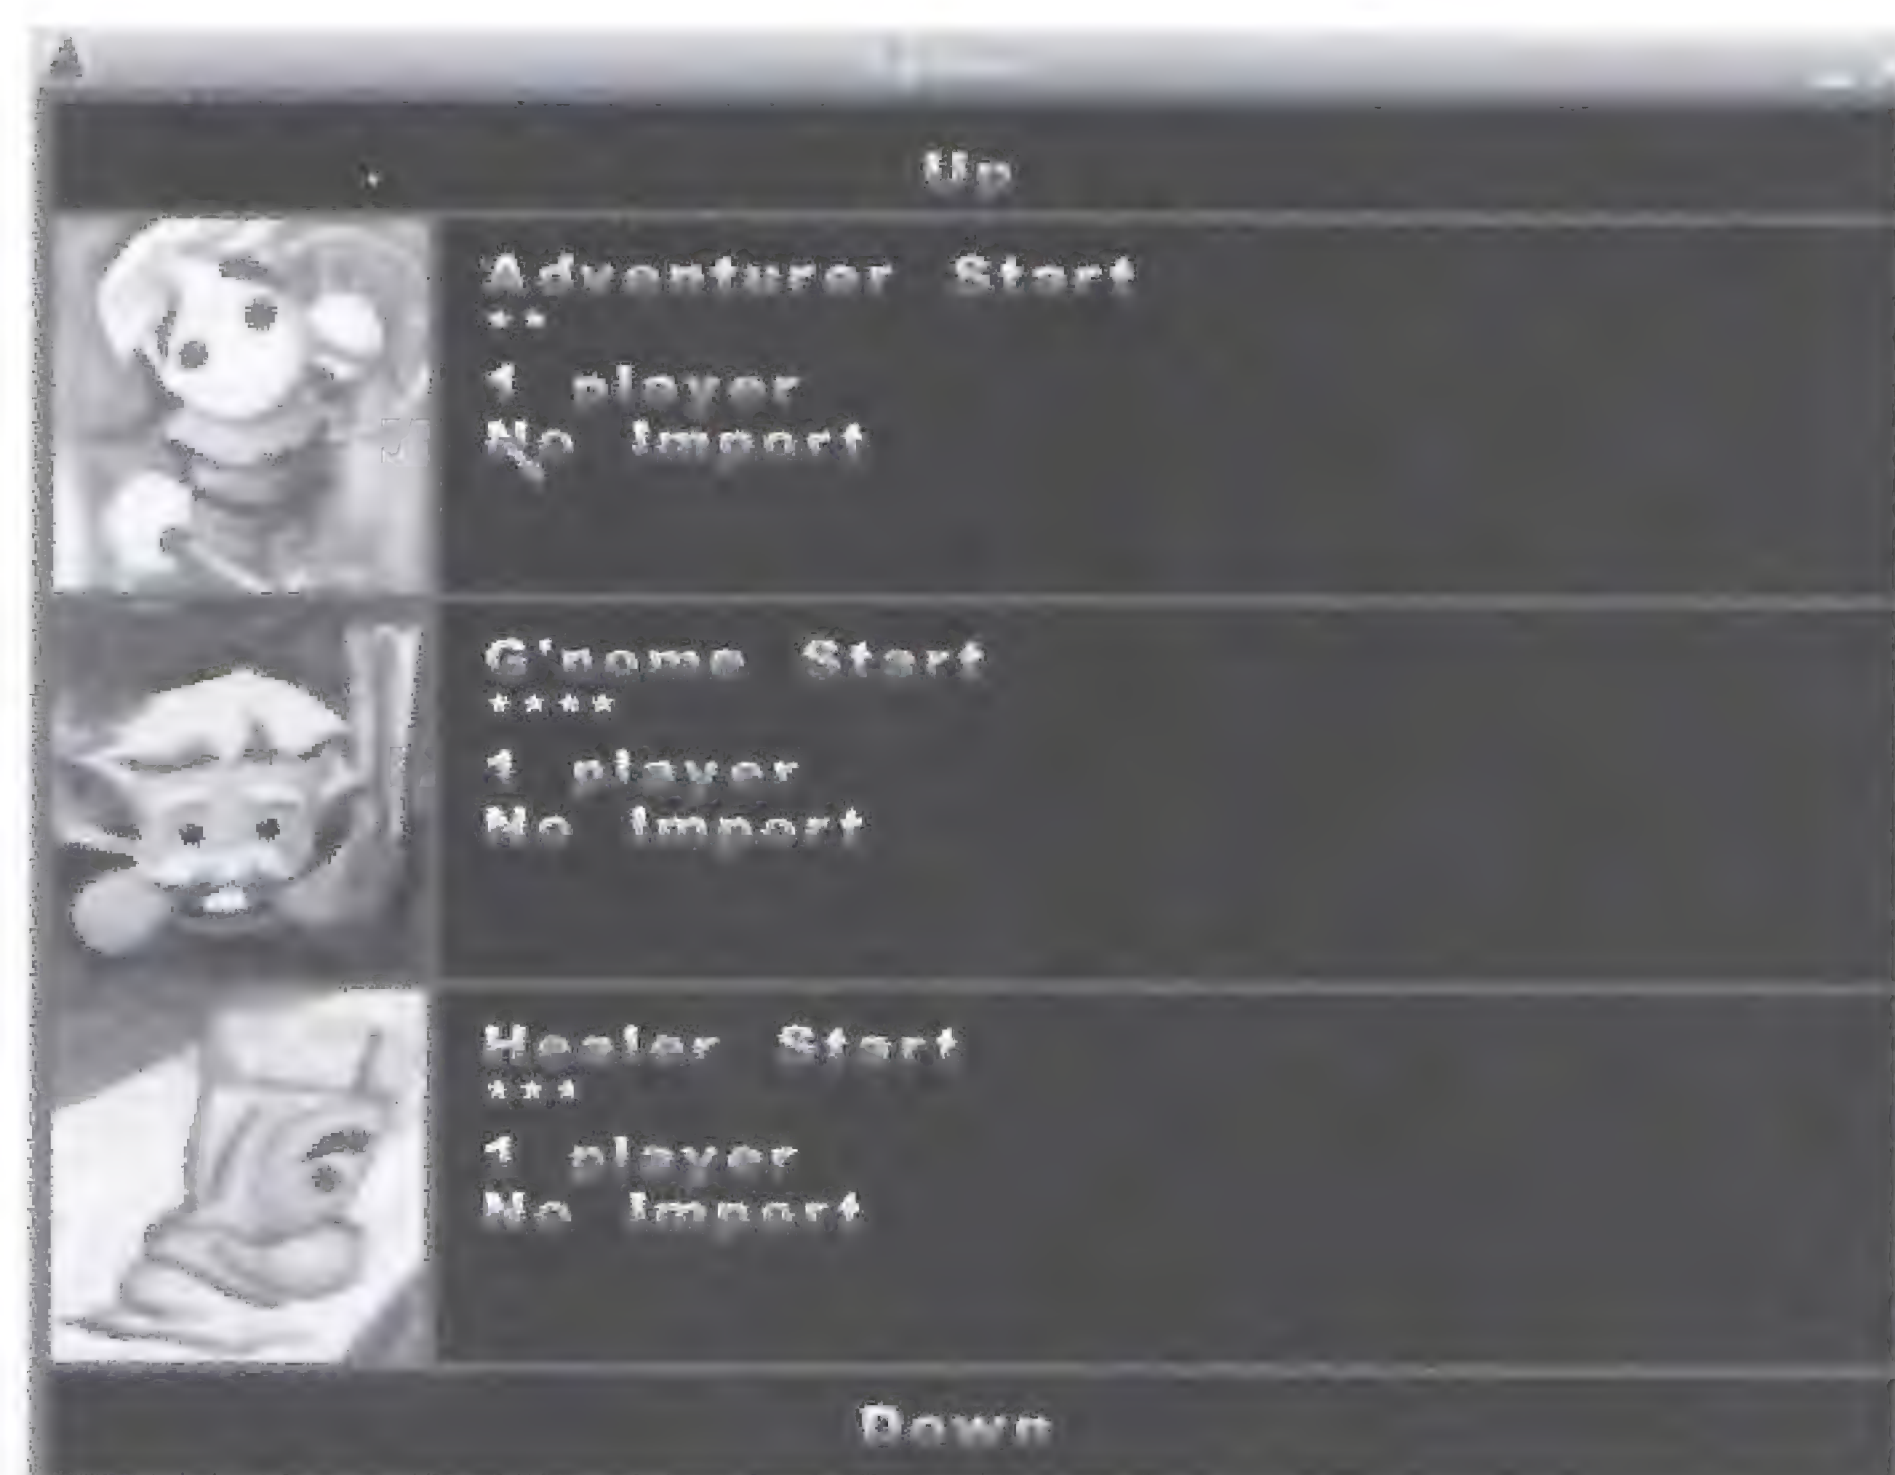 Up
Adventurer Start
**
1 player
No Import
G'nome Start
****
1 player
No Import
Healer Start
***
1 player
No Import
Down